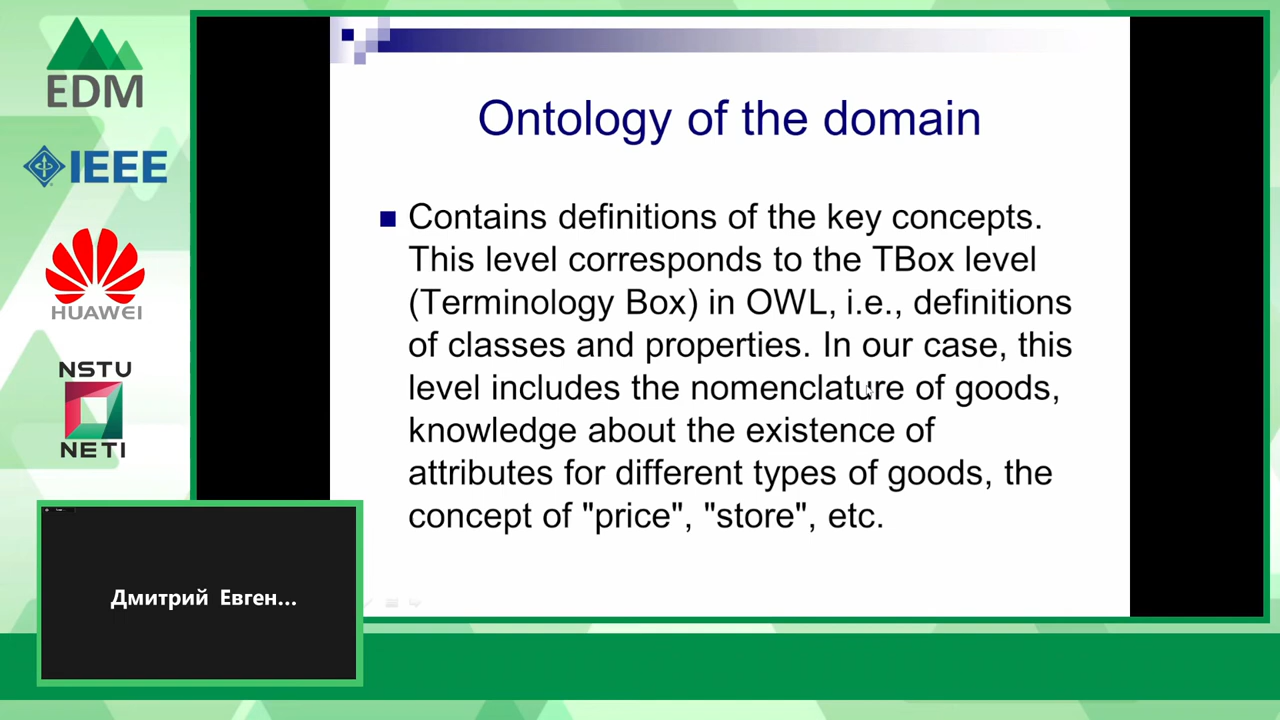 EDM
IEEE
HUAWEI
NSTU
NETI
Ontology of the domain
Contains definitions of the key concepts.
This level corresponds to the TBox level
(Terminology Box) in OWL, i.e., definitions
of classes and properties. In our case, this
level includes the nomenclature of goods,
knowledge about the existence of
attributes for different types of goods, the
concept of "price", "store", etc.
Дмитрий Евген...